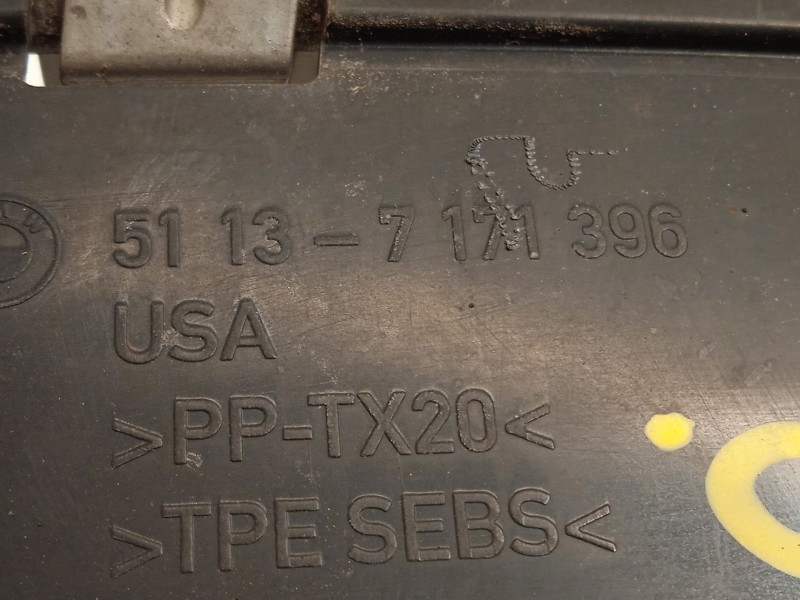 51 13-7 171 396
USA
>PP-TX20<
>TPE SEBS<